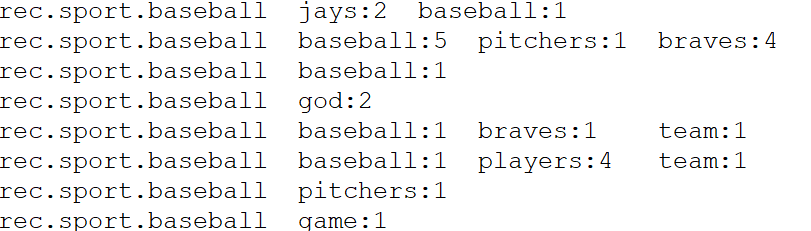 rec.sport.baseball jays:2 baseball:1
rec.sport.baseball baseball:5 pitchers:1 braves:4
rec.sport.baseball baseball:1
rec.sport.baseball god:2
rec.sport.baseball baseball:1 braves:1 team:1
rec.sport.baseball baseball:1 players:4 team:1
rec.sport.baseball pitchers:1
rec.sport.baseball game:1